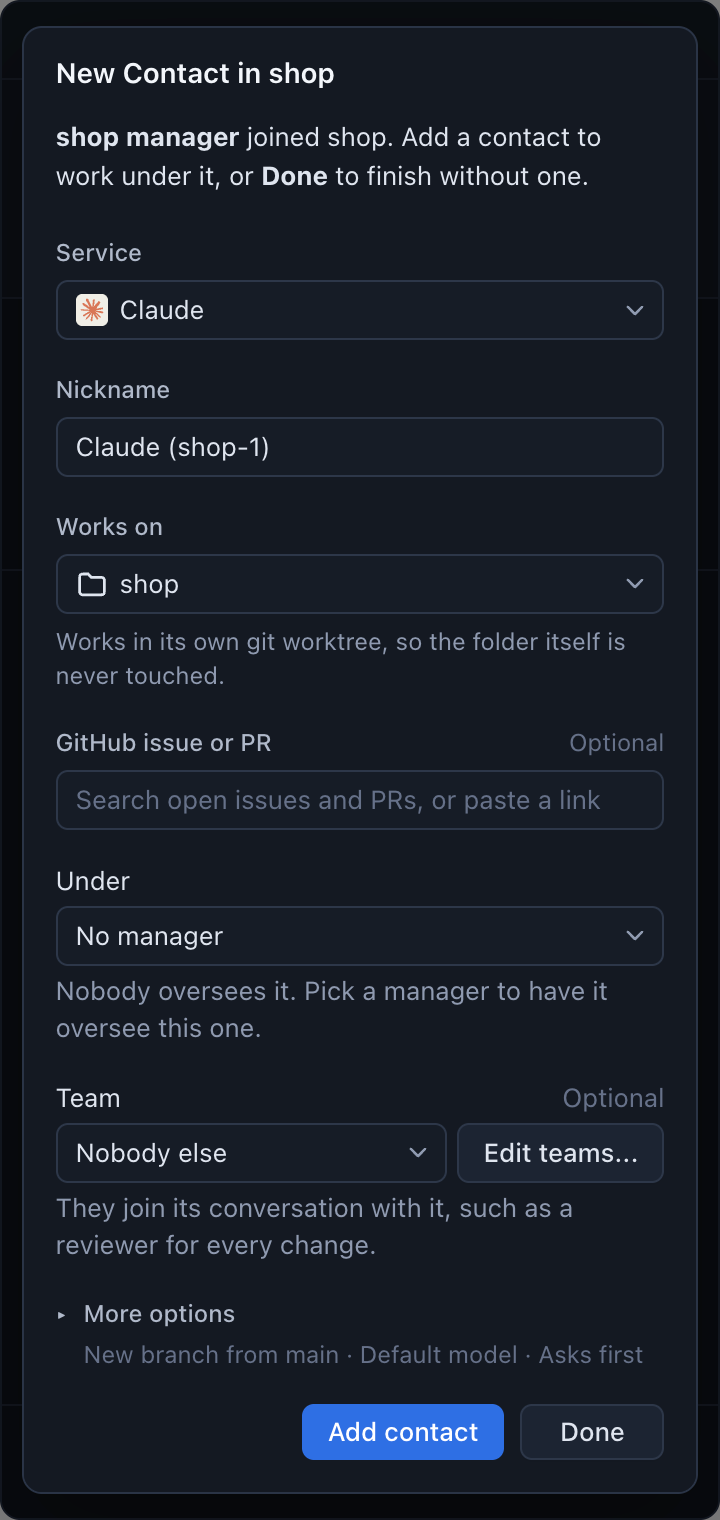 New Contact in shop
shop manager joined shop. Add a contact to
work under it, or Done to finish without one.
Service
Claude
Nickname
Claude (shop-1)
Works on
shop
Works in its own git worktree, so the folder itself is
never touched.
GitHub issue or PR
Optional
Search open issues and PRs, or paste a link
Under
No manager
Nobody oversees it. Pick a manager to have it
oversee this one.
Team
Optional
Nobody else
Edit teams...
They join its conversation with it, such as a
reviewer for every change.
More options
New branch from main · Default model · Asks first
Add contact
Done